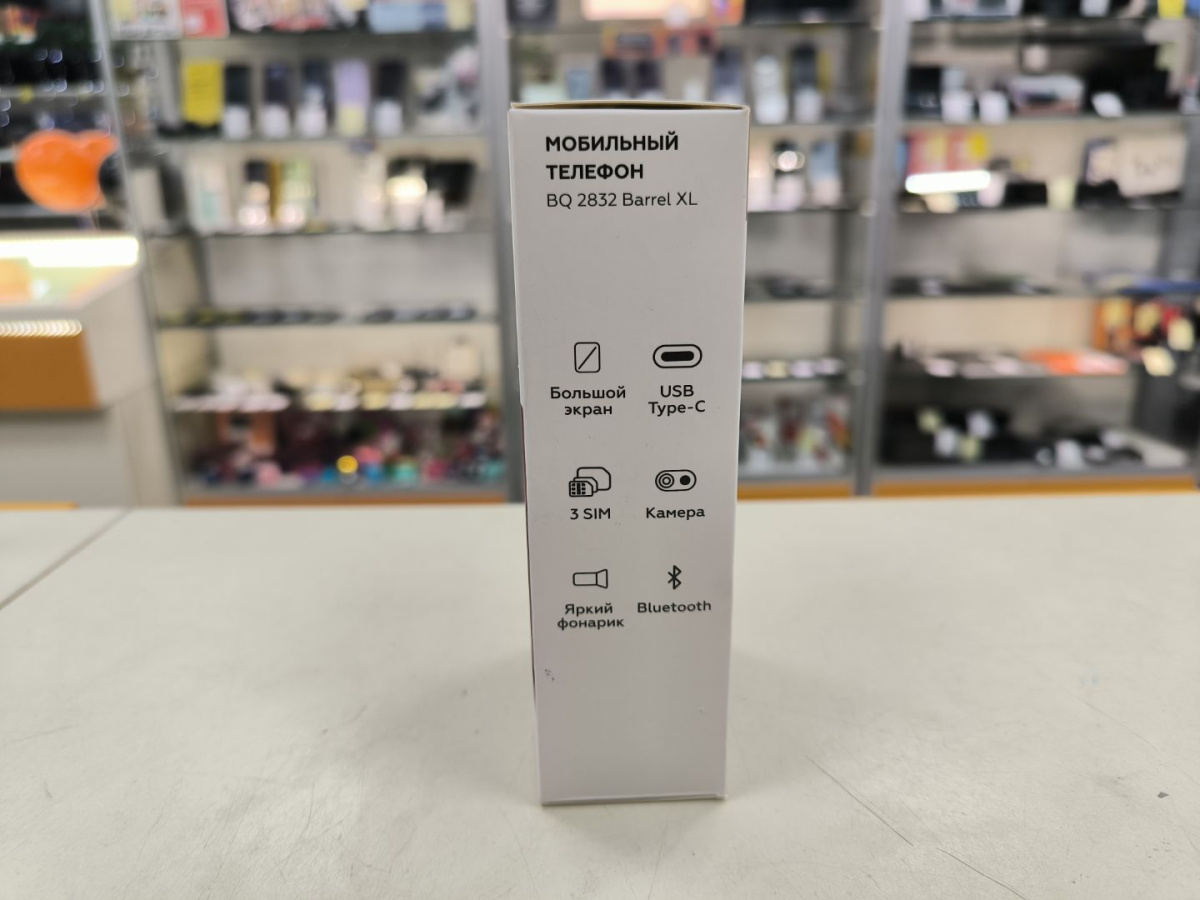 МОБИЛЬНЫЙ
ТЕЛЕФОН
BQ 2832 Barrel XL
Большой
экран
USB
Type-C
3 SIM
Камера
Яркий
фонарик
Bluetooth